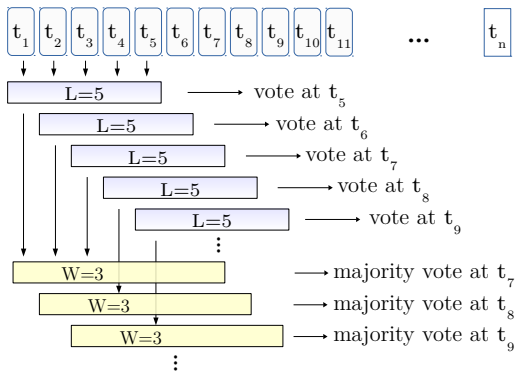 t₁ t₂ t₃ t₄ t₅ t₆ t₇ t₈ t₉ t₁₀ t₁₁ ... tₙ
L=5 vote at t₅
L=5 vote at t₆
L=5 vote at t₇
L=5 vote at t₈
L=5 vote at t₉
...
W=3 majority vote at t₇
W=3 majority vote at t₈
W=3 majority vote at t₉
...